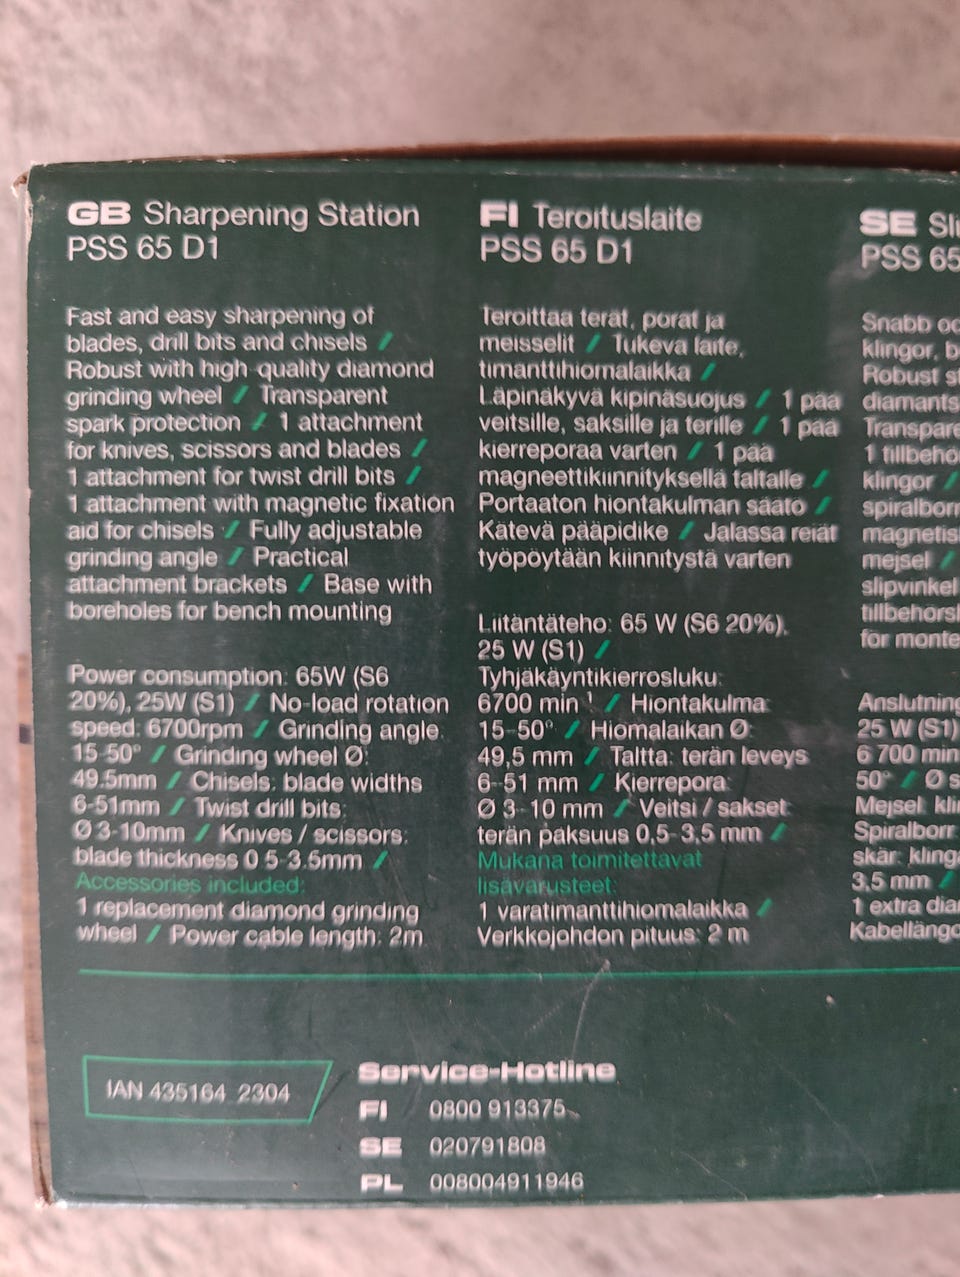 GB Sharpening Station
PSS 65 D1
Fast and easy sharpening of
blades, drill bits and chisels /
Robust with high-quality diamond
grinding wheel / Transparent
spark protection / 1 attachment
for knives, scissors and blades /
1 attachment for twist drill bits /
1 attachment with magnetic fixation
aid for chisels / Fully adjustable
grinding angle / Practical
attachment brackets / Base with
boreholes for bench mounting
Power consumption: 65W (S6
20%), 25W (S1) / No-load rotation
speed: 6700rpm / Grinding angle:
15-50° / Grinding wheel Ø:
49.5mm / Chisels: blade widths
6-51mm / Twist drill bits:
Ø 3-10mm / Knives / scissors:
blade thickness 0.5-3.5mm /
Accessories included:
1 replacement diamond grinding
wheel / Power cable length: 2m
FI Teroituslaite
PSS 65 D1
Teroittaa terät, porat ja
meisselit / Tukeva laite,
timanttihiomalaikka /
Läpinäkyvä kipinäsuojus / 1 pää
veitsille, saksille ja terille / 1 pää
kierreporaa varten / 1 pää
magneettikiinnityksellä taltalle /
Portaaton hiontakulman säätö /
Kätevä pääpidike / Jalassa reiät
työpöytään kiinnitystä varten
Liitäntäteho: 65 W (S6 20%),
25 W (S1) /
Tyhjäkäyntikierrosluku:
6700 min⁻¹ / Hiontakulma:
15-50° / Hiomalaikan Ø:
49,5 mm / Taltta: terän leveys
6-51 mm / Kierrepora:
Ø 3-10 mm / Veitsi / sakset:
terän paksuus 0,5-3,5 mm /
Mukana toimitettavat
lisävarusteet:
1 varatimanttihiomalaikka /
Verkkojohdon pituus: 2 m
SE Sli
PSS 65
Snabb oc
klingor, b
Robust st
diamants
Transpare
1 tillbehö
klingor /
spiralborr
magnetis
mejsel /
slipvinkel
tillbehörsl
för monte
Anslutning
25 W (S1)
6 700 min
50° / Ø s
Mejsel: kli
Spiralborr
skär: kling
3,5 mm /
1 extra dia
Kabellängd
IAN 435164_2304
Service-Hotline
FI 0800 913375
SE 020791808
PL 008004911946